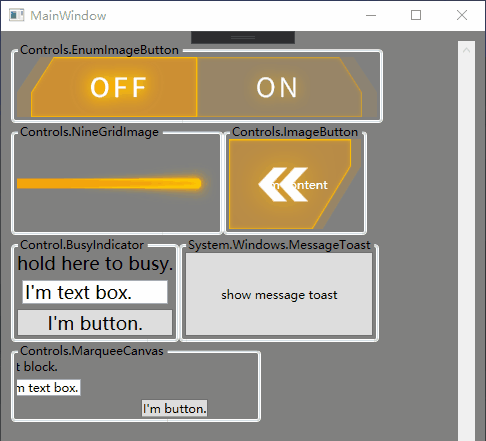 MainWindow
Controls.EnumImageButton
OFF ON
Controls.NineGridImage
Controls.ImageButton
content
Control.BusyIndicator
System.Windows.MessageToast
hold here to busy.
I'm text box.
show message toast
I'm button.
Controls.MarqueeCanvas
t block.
m text box.
I'm button.